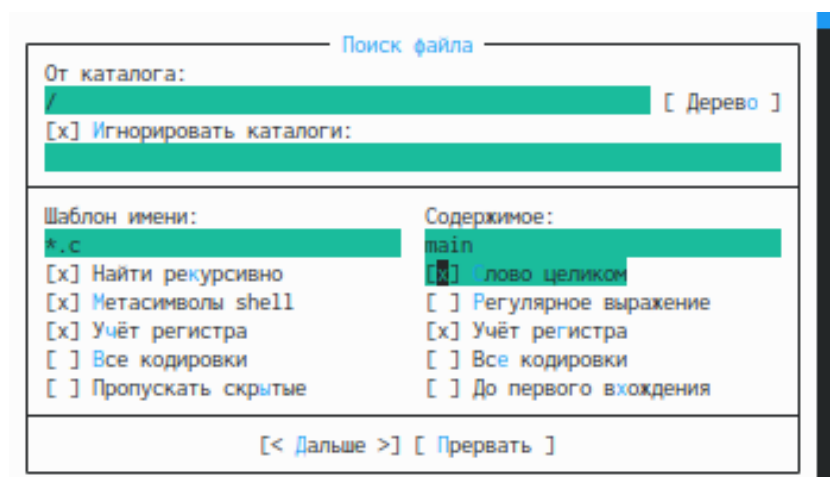 Поиск файла
От каталога:
/ [ Дерево ]
[x] Игнорировать каталоги:
Шаблон имени: Содержимое:
*.c main
[x] Найти рекурсивно [x] Слово целиком
[x] Метасимволы shell [ ] Регулярное выражение
[x] Учёт регистра [x] Учёт регистра
[ ] Все кодировки [ ] Все кодировки
[ ] Пропускать скрытые [ ] До первого вхождения
[< Дальше >] [ Прервать ]